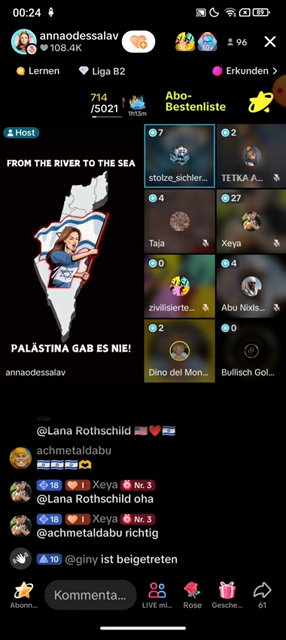 00:24
89
annaodessalav
108.4K
96
Lernen
Liga B2
Erkunden
714
/5021
1h13m
Abo-
Bestenliste
Host
FROM THE RIVER TO THE SEA
PALÄSTINA GAB ES NIE!
annaodessalav
7
stolze_sichler...
2
TETKA A...
4
Taja
27
Xeya
0
zivilisierte...
4
Abu Nixls...
2
Dino del Mon...
0
Bullisch Gol...
@Lana Rothschild 🇺🇸❤️🇮🇱
achmetaldabu
🇮🇱🇮🇱🇮🇱🫶
18 I Xeya Nr. 3
@Lana Rothschild oha
18 I Xeya Nr. 3
@achmetaldabu richtig
10 @giny ist beigetreten
Abonn...
Kommenta...
LIVE mi...
Rose
Gesche...
61